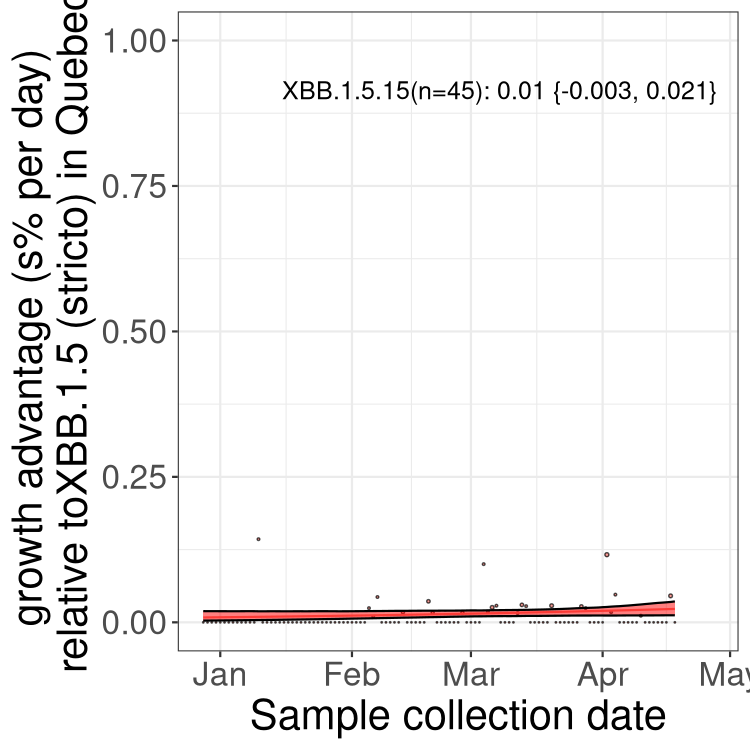 growth advantage (s% per day)
relative toXBB.1.5 (stricto) in Quebec
1.00
0.75
0.50
0.25
0.00
XBB.1.5.15(n=45): 0.01 {-0.003, 0.021}
Jan Feb Mar Apr May
Sample collection date